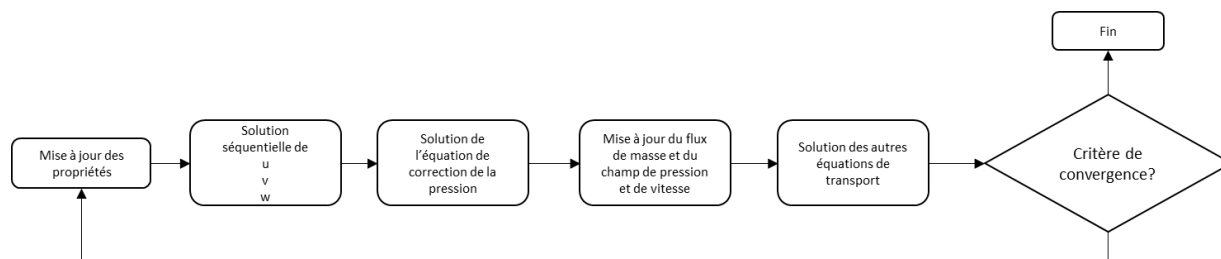 Fin
Mise à jour des
propriétés
Solution
séquentielle de
u
v
w
Solution de
l'équation de
correction de la
pression
Mise à jour du flux
de masse et du
champ de pression
et de vitesse
Solution des autres
équations de
transport
Critère de
convergence?